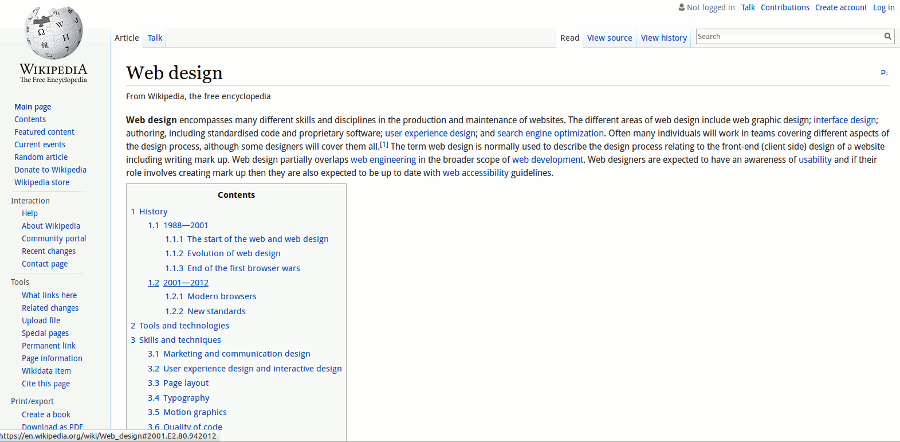 Not logged in Talk Contributions Create account Log In
Article Talk Read View source View history Search
WIKIPEDIA
The Free Encyclopedia
Web design
P:
From Wikipedia, the free encyclopedia
Main page
Contents
Featured content
Current events
Random article
Donate to Wikipedia
Wikipedia store
Interaction
Help
About Wikipedia
Community portal
Recent changes
Contact page
Tools
What links here
Related changes
Upload file
Special pages
Permanent link
Page information
Wikidata item
Cite this page
Print/export
Create a book
Download as PDF
Web design encompasses many different skills and disciplines in the production and maintenance of websites. The different areas of web design include web graphic design; interface design;
authoring, including standardised code and proprietary software; user experience design; and search engine optimization. Often many individuals will work in teams covering different aspects of
the design process, although some designers will cover them all.[1] The term web design is normally used to describe the design process relating to the front-end (client side) design of a website
including writing mark up. Web design partially overlaps web engineering in the broader scope of web development. Web designers are expected to have an awareness of usability and if their
role involves creating mark up then they are also expected to be up to date with web accessibility guidelines.
Contents
1 History
1.1 1988—2001
1.1.1 The start of the web and web design
1.1.2 Evolution of web design
1.1.3 End of the first browser wars
1.2 2001—2012
1.2.1 Modern browsers
1.2.2 New standards
2 Tools and technologies
3 Skills and techniques
3.1 Marketing and communication design
3.2 User experience design and interactive design
3.3 Page layout
3.4 Typography
3.5 Motion graphics
3.6 Quality of code
https://en.wikipedia.org/wiki/Web_design#2001.E2.80.942012